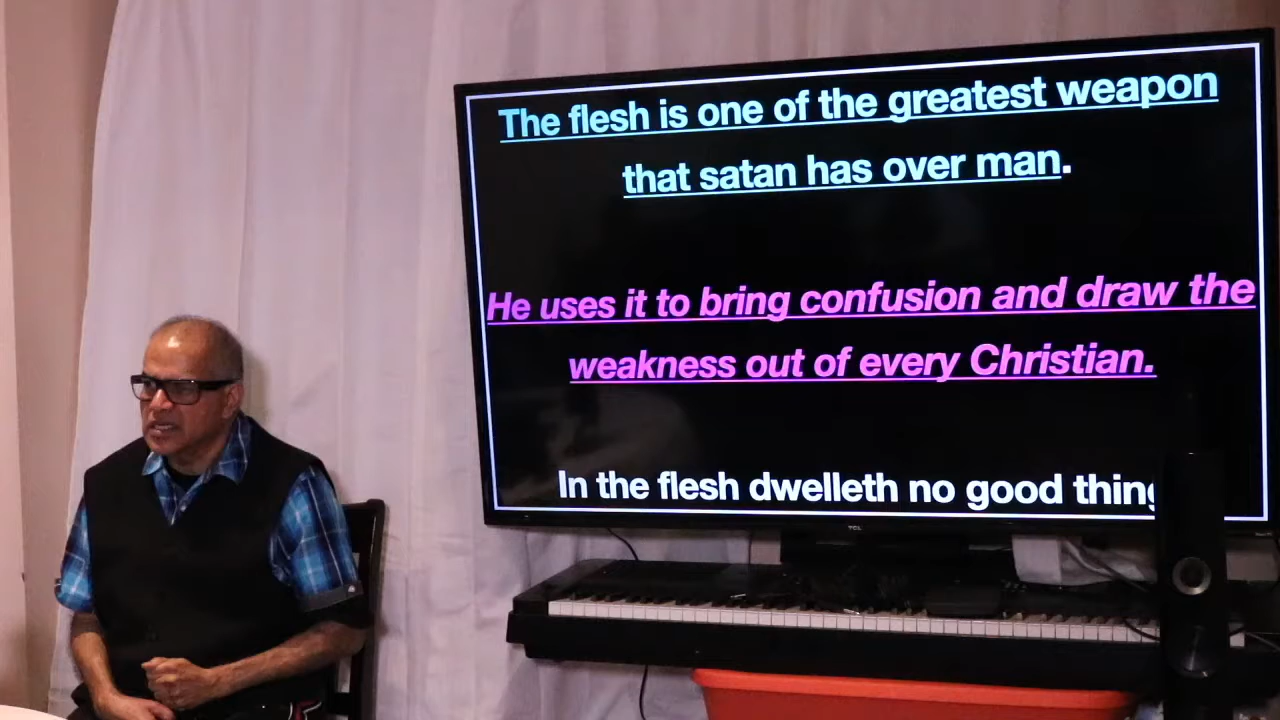 The flesh is one of the greatest weapon
that satan has over man.
He uses it to bring confusion and draw the
weakness out of every Christian.
In the flesh dwelleth no good thing
TCL